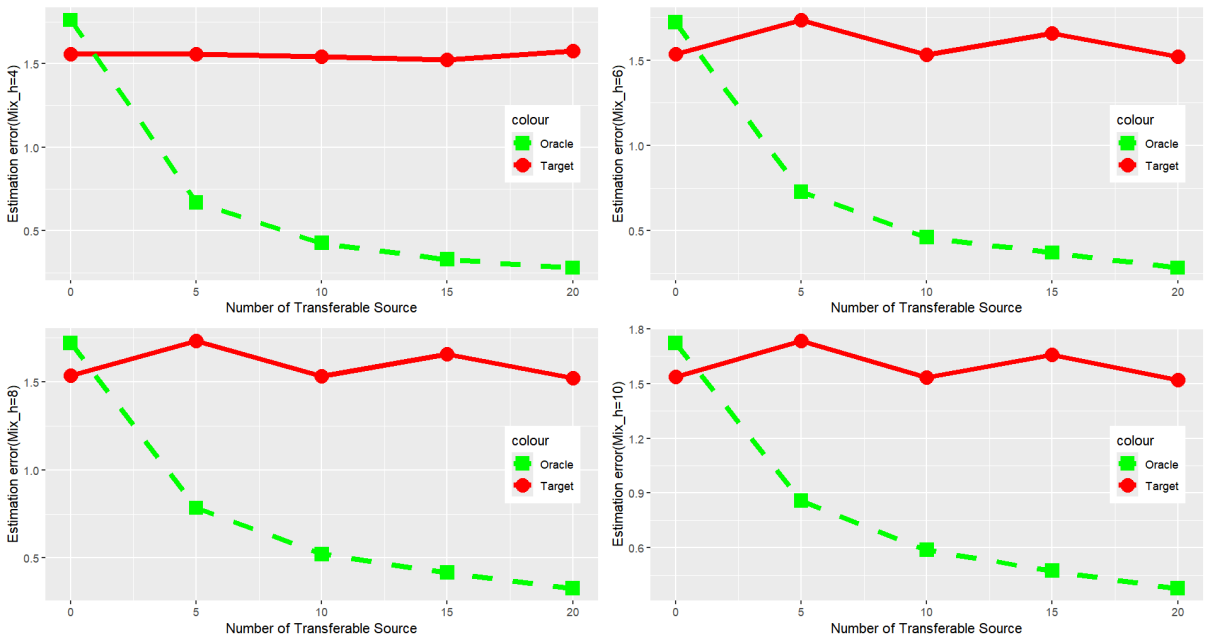 Estimation error(Mix_h=4)
1.5
1.0
0.5
0 5 10 15 20
Number of Transferable Source
colour
Oracle
Target
Estimation error(Mix_h=6)
1.5
1.0
0.5
0 5 10 15 20
Number of Transferable Source
colour
Oracle
Target
Estimation error(Mix_h=8)
1.5
1.0
0.5
0 5 10 15 20
Number of Transferable Source
colour
Oracle
Target
Estimation error(Mix_h=10)
1.8
1.5
1.2
0.9
0.6
0 5 10 15 20
Number of Transferable Source
colour
Oracle
Target